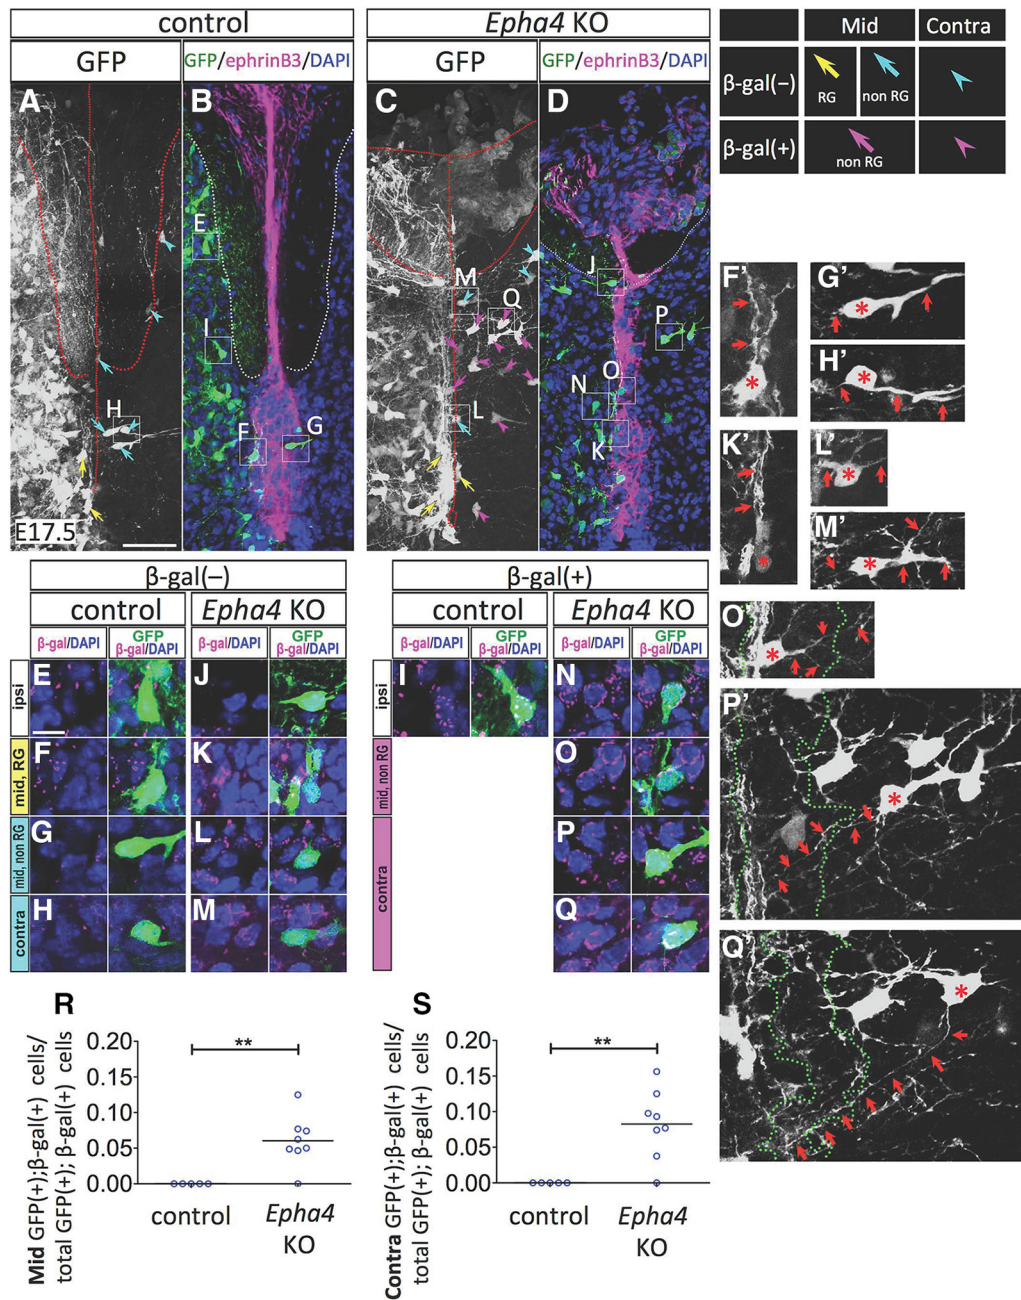 control
Epha4 KO
GFP
GFP/ephrinB3/DAPI
GFP
GFP/ephrinB3/DAPI
Mid
Contra
β-gal(−)
RG
non RG
β-gal(+)
non RG
A
B
C
D
E
I
H
F
G
E17.5
M
Q
L
J
P
N
O
K
F'
G'
*
*
H'
*
K'
*
L'
*
M'
*
O'
*
P'
*
Q'
*
β-gal(−)
β-gal(+)
control
Epha4 KO
control
Epha4 KO
β-gal/DAPI
GFP
β-gal/DAPI
β-gal/DAPI
GFP
β-gal/DAPI
β-gal/DAPI
GFP
β-gal/DAPI
β-gal/DAPI
GFP
β-gal/DAPI
ipsi
E
J
ipsi
I
N
mid, RG
F
K
mid, non RG
O
mid, non RG
G
L
contra
P
contra
H
M
Q
R
Mid GFP(+);β-gal(+) cells/
total GFP(+); β-gal(+) cells
0.20
0.15
0.10
0.05
0.00
**
control
Epha4
KO
S
Contra GFP(+);β-gal(+) cells/
total GFP(+); β-gal(+) cells
0.20
0.15
0.10
0.05
0.00
**
control
Epha4
KO